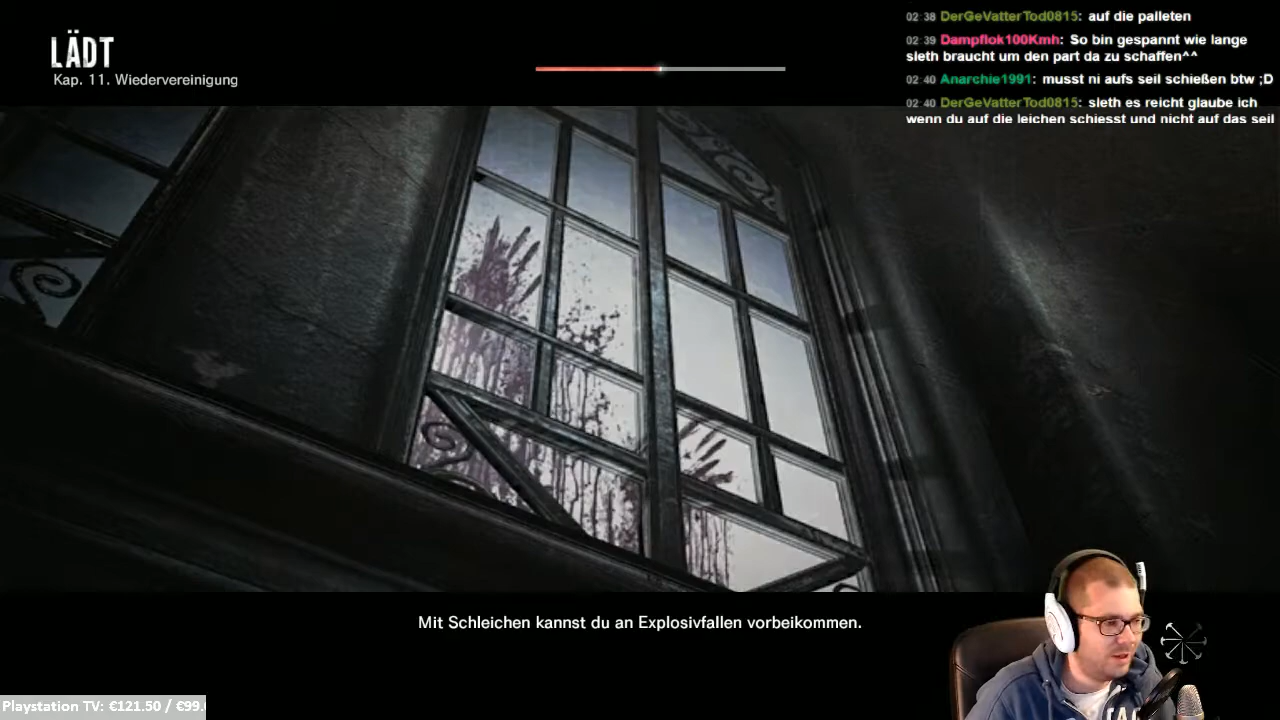 LÄDT
Kap. 11. Wiedervereinigung
02:38 DerGeVatterTod0815: auf die palleten
02:39 Dampflok100Kmh: So bin gespannt wie lange
sleth braucht um den part da zu schaffen^^
02:40 Anarchie1991: musst ni aufs seil schießen btw ;D
02:40 DerGeVatterTod0815: sleth es reicht glaube ich
wenn du auf die leichen schiesst und nicht auf das seil
Mit Schleichen kannst du an Explosivfallen vorbeikommen.
Playstation TV: €121.50 / €99.